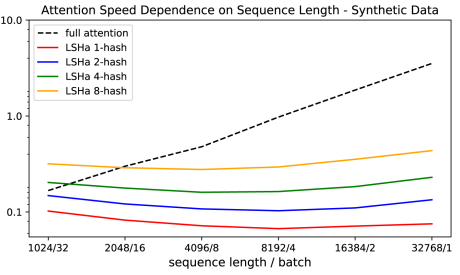 Attention Speed Dependence on Sequence Length - Synthetic Data
10.0
1.0
0.1
full attention
LSHa 1-hash
LSHa 2-hash
LSHa 4-hash
LSHa 8-hash
1024/32 2048/16 4096/8 8192/4 16384/2 32768/1
sequence length / batch